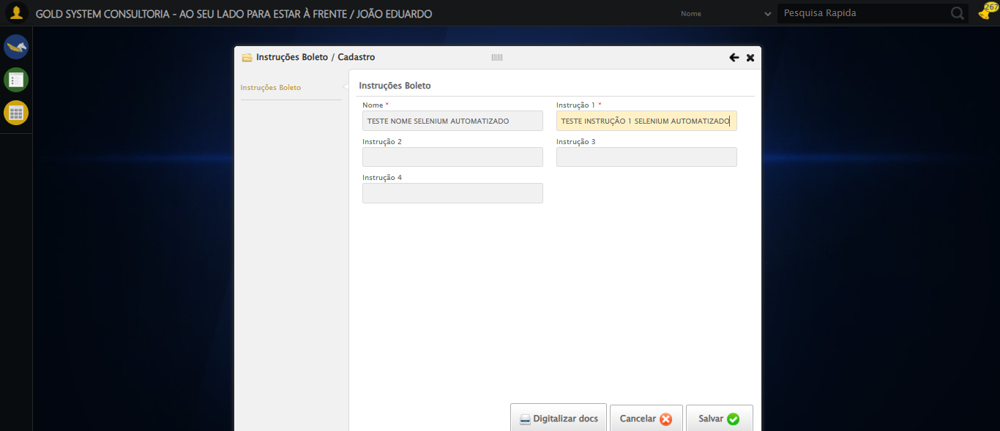 GOLD SYSTEM CONSULTORIA - AO SEU LADO PARA ESTAR À FRENTE / JOÃO EDUARDO
Nome
Pesquisa Rapida
267
Instruções Boleto / Cadastro
Instruções Boleto
Instruções Boleto
Nome *
Instrução 1 *
TESTE NOME SELENIUM AUTOMATIZADO
TESTE INSTRUÇÃO 1 SELENIUM AUTOMATIZADO
Instrução 2
Instrução 3
Instrução 4
Digitalizar docs
Cancelar
Salvar